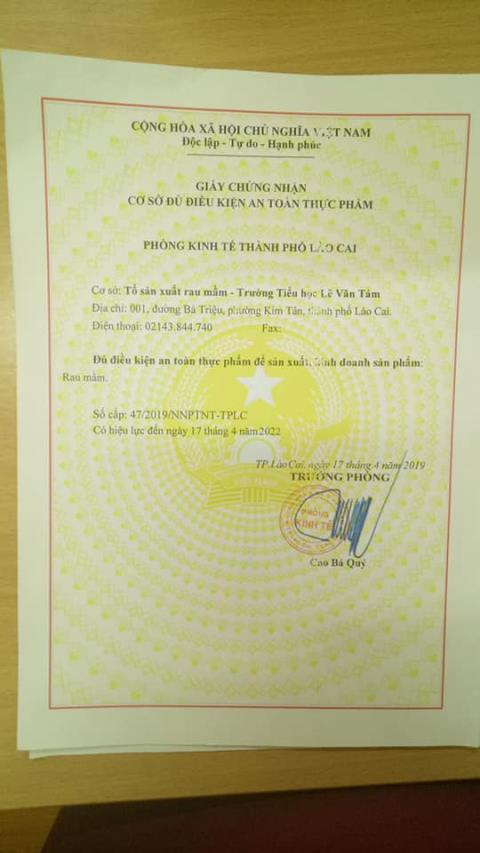 CỘNG HÒA XÃ HỘI CHỦ NGHĨA VIỆT NAM
Độc lập - Tự do - Hạnh phúc
GIẤY CHỨNG NHẬN
CƠ SỞ ĐỦ ĐIỀU KIỆN AN TOÀN THỰC PHẨM
PHÒNG KINH TẾ THÀNH PHỐ LÀO CAI
Cơ sở: Tổ sản xuất rau mầm - Trường Tiểu học Lê Văn Tám
Địa chỉ: 001, đường Bà Triệu, phường Kim Tân, thành phố Lào Cai.
Điện thoại: 02143.844.740 Fax:
Đủ điều kiện an toàn thực phẩm để sản xuất, kinh doanh sản phẩm:
Rau mầm.
Số cấp: 47/2019/NNPTNT-TPLC
Có hiệu lực đến ngày 17 tháng 4 năm 2022
VIỆT NAM
TP.Lào Cai, ngày 17 tháng 4 năm 2019
TRƯỞNG PHÒNG
PHÒNG
KINH TẾ
Cao Bá Quý